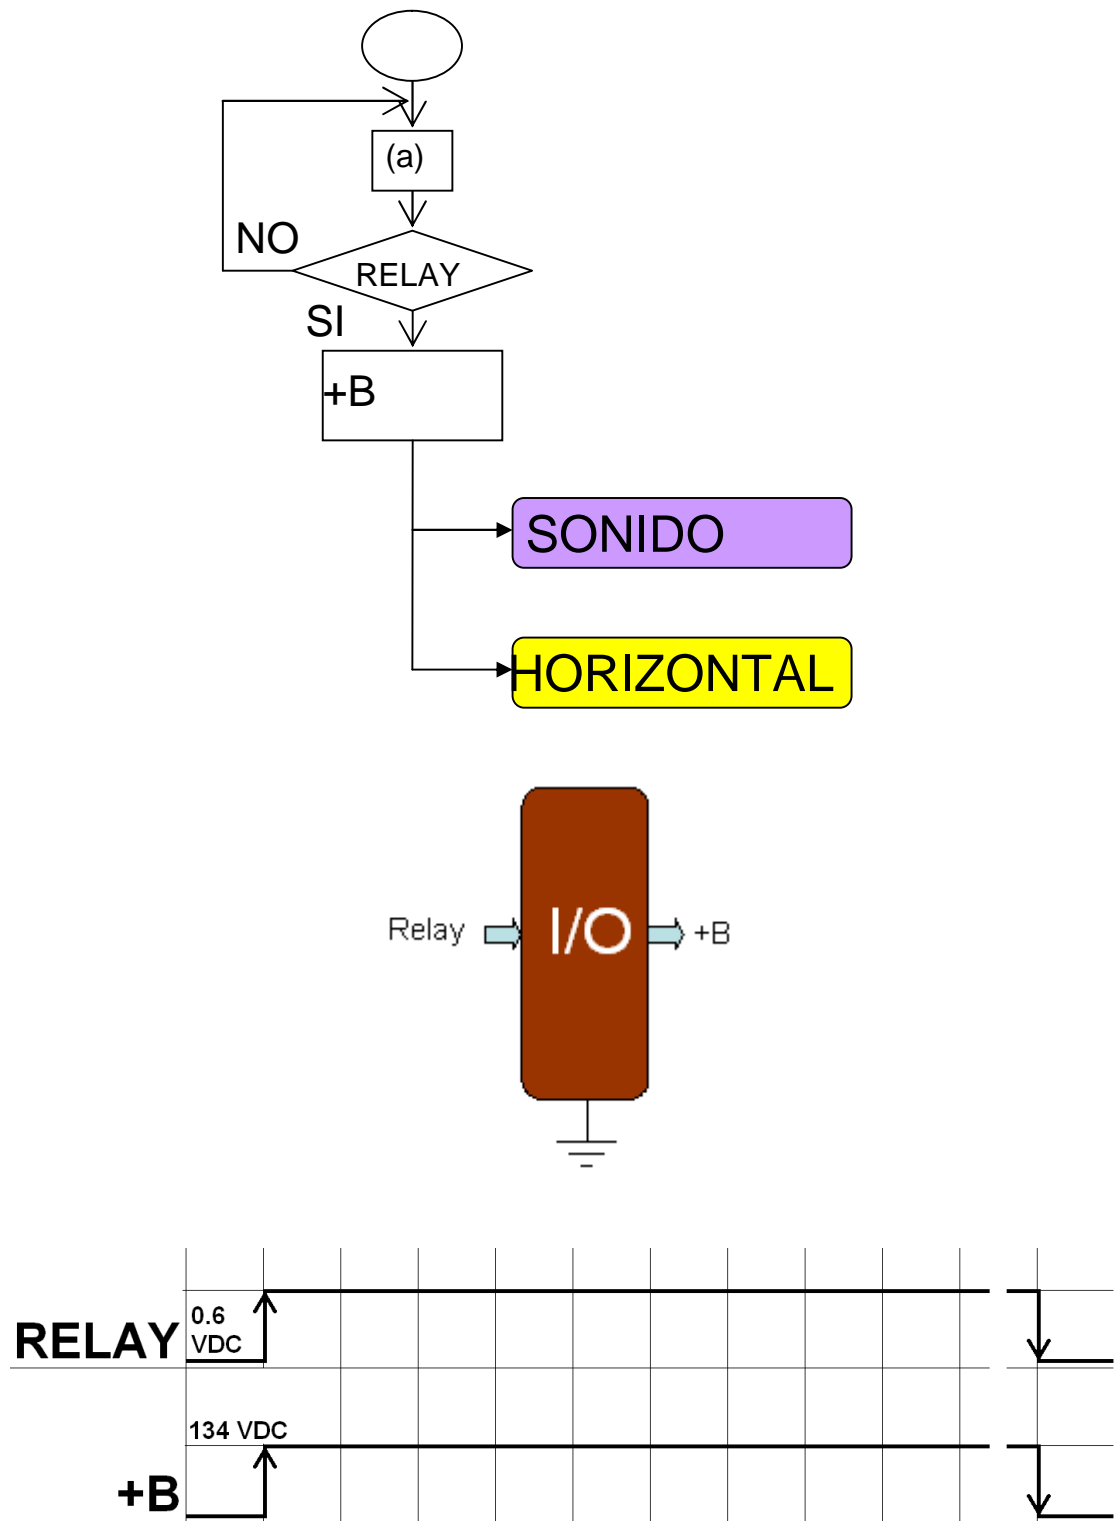 (a)
NO
RELAY
SI
+B
SONIDO
HORIZONTAL
Relay
I/O
+B
0.6
VDC
RELAY
134 VDC
+B